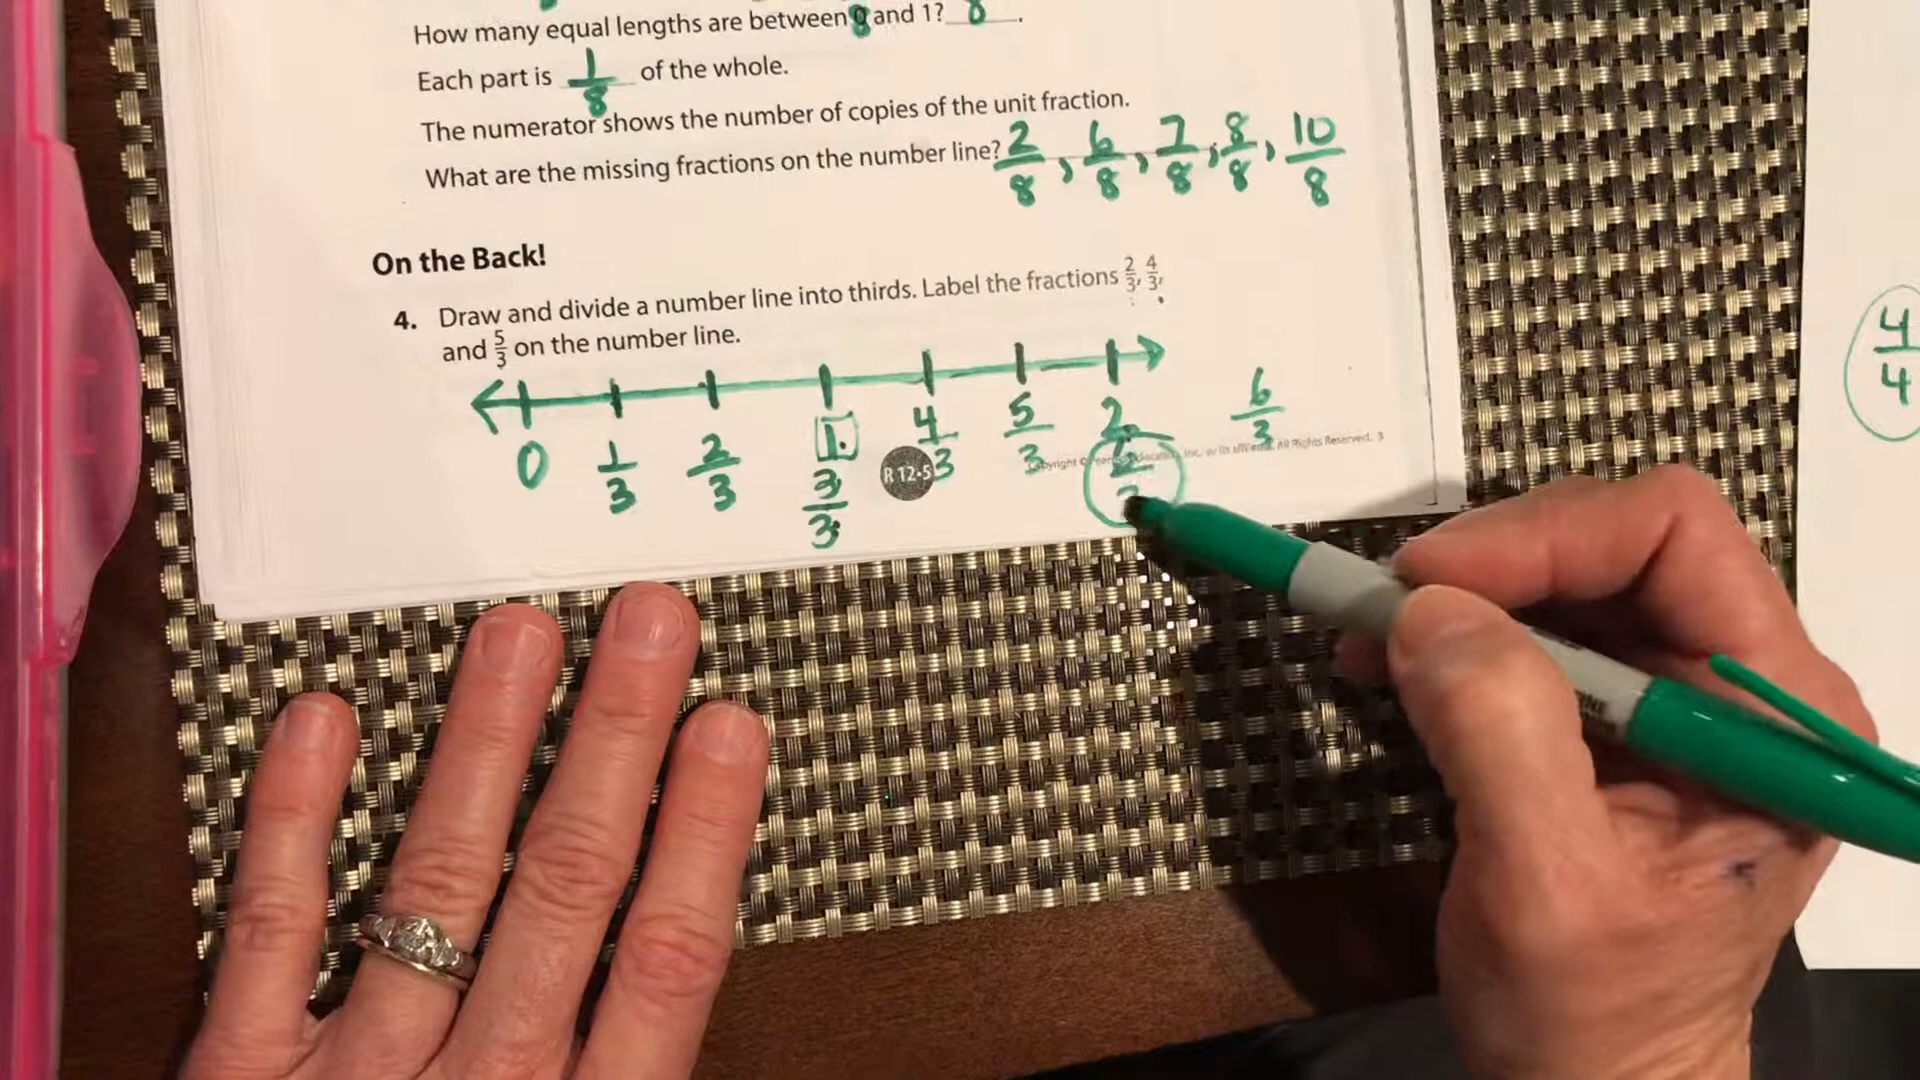 How many equal lengths are between 0 and 1? 8.
Each part is 1/8 of the whole.
The numerator shows the number of copies of the unit fraction.
What are the missing fractions on the number line? 2/8, 6/8, 7/8, 8/8, 10/8
On the Back!
4. Draw and divide a number line into thirds. Label the fractions 2/3, 4/3,
and 5/3 on the number line.
0 1/3 2/3 1 4/3 5/3 2 6/3
3/3
R 12-5
All Rights Reserved. 3
4/4